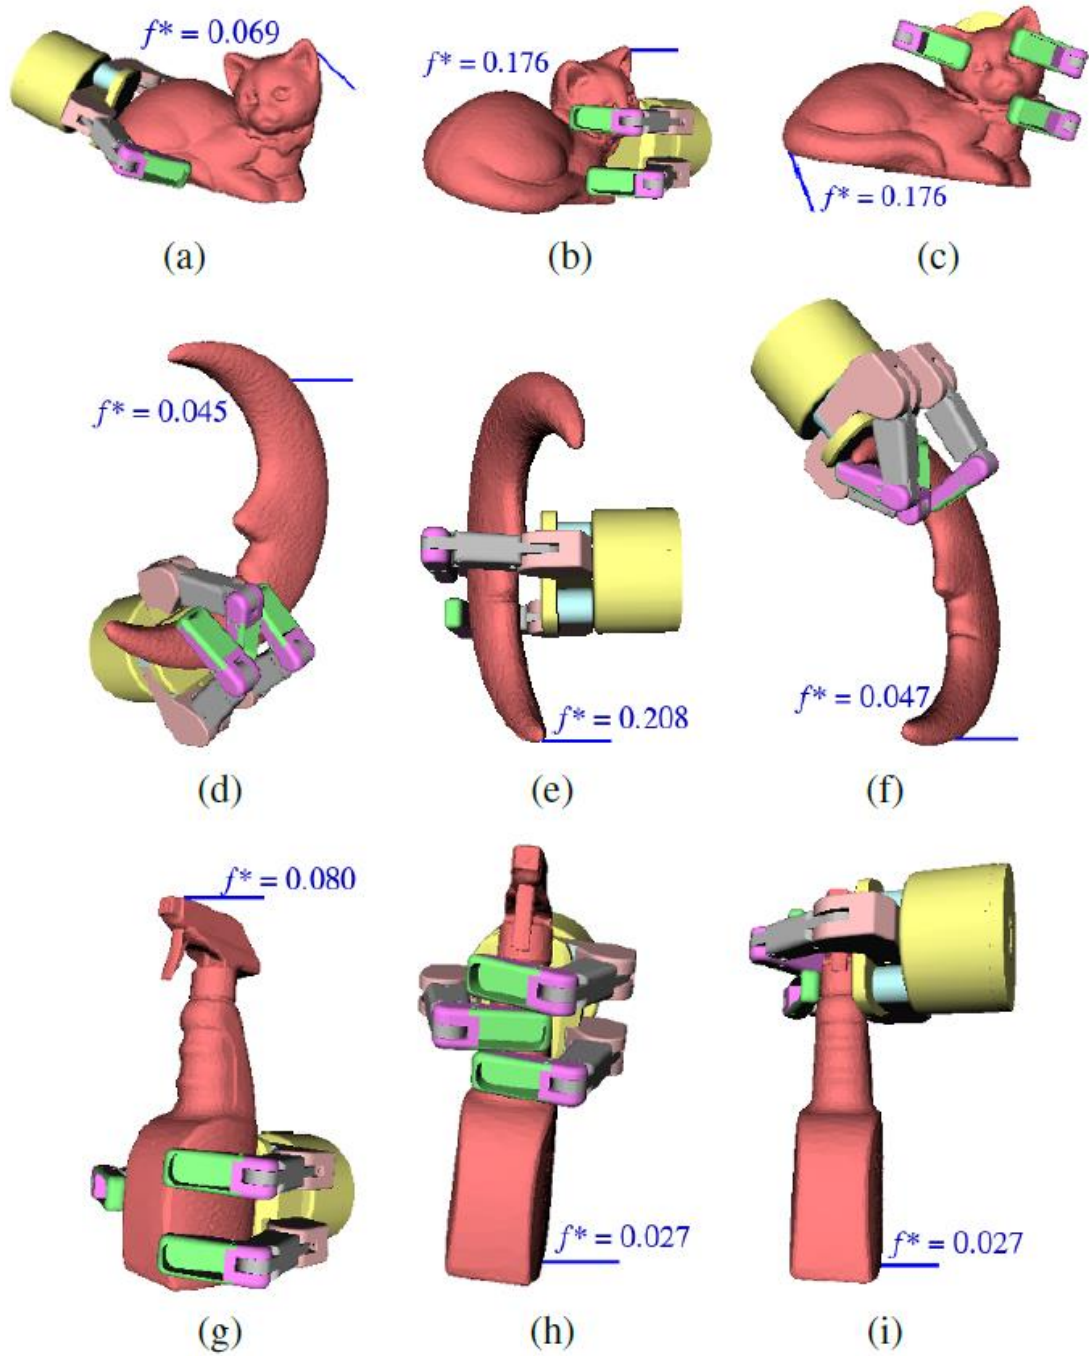 f* = 0.069
f* = 0.176
f* = 0.176
(a)
(b)
(c)
f* = 0.045
f* = 0.208
f* = 0.047
(d)
(e)
(f)
f* = 0.080
f* = 0.027
f* = 0.027
(g)
(h)
(i)